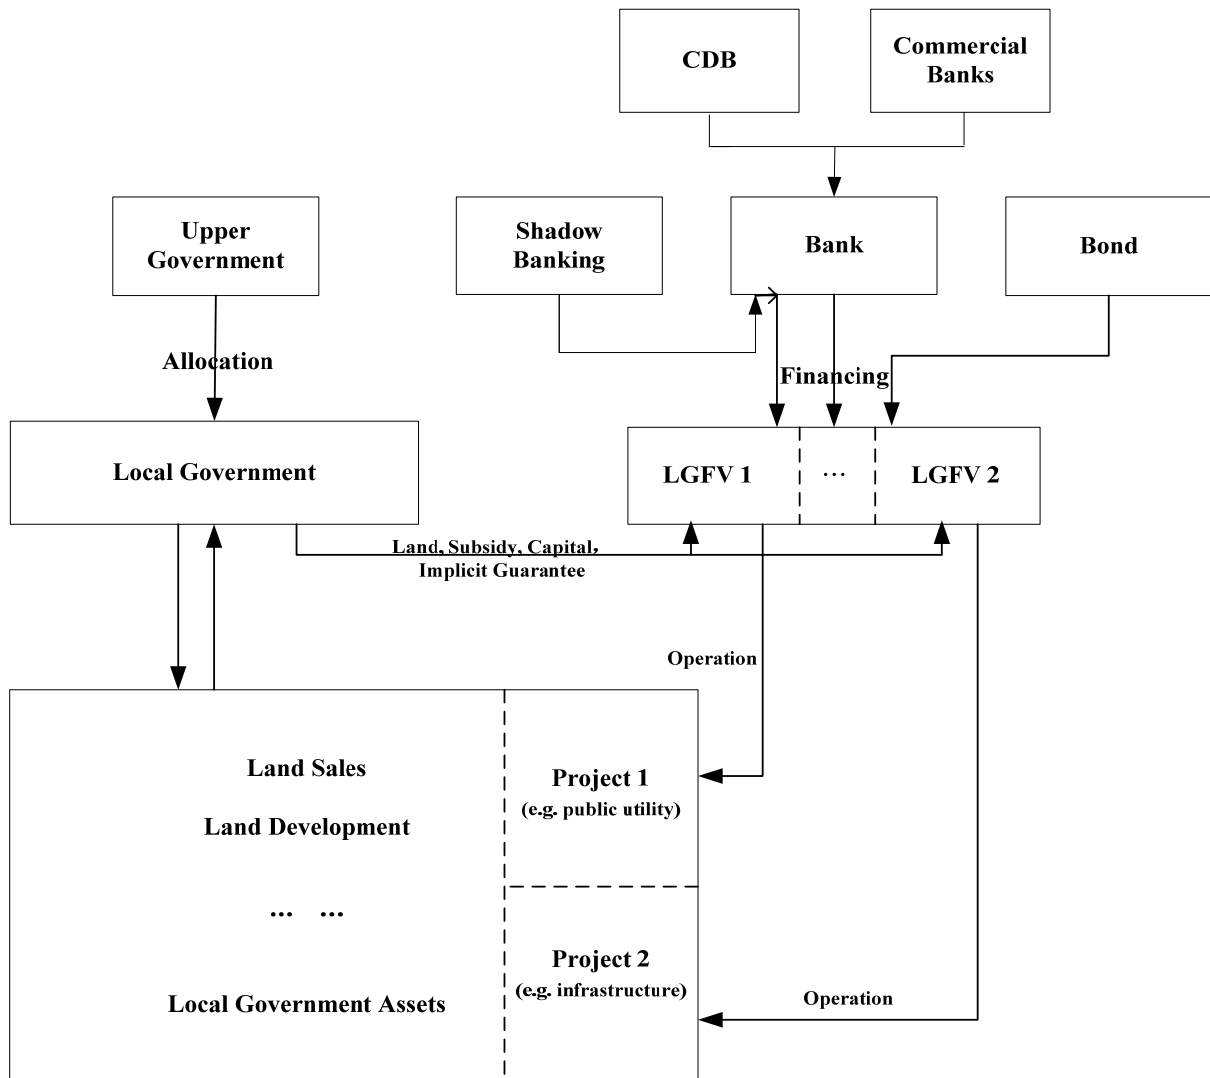 CDB
Commercial
Banks
Upper
Government
Shadow
Banking
Bank
Bond
Allocation
Financing
Local Government
LGFV 1
...
LGFV 2
Land, Subsidy, Capital，
Implicit Guarantee
Operation
Land Sales
Project 1
(e.g. public utility)
Land Development
... ...
Project 2
(e.g. infrastructure)
Local Government Assets
Operation